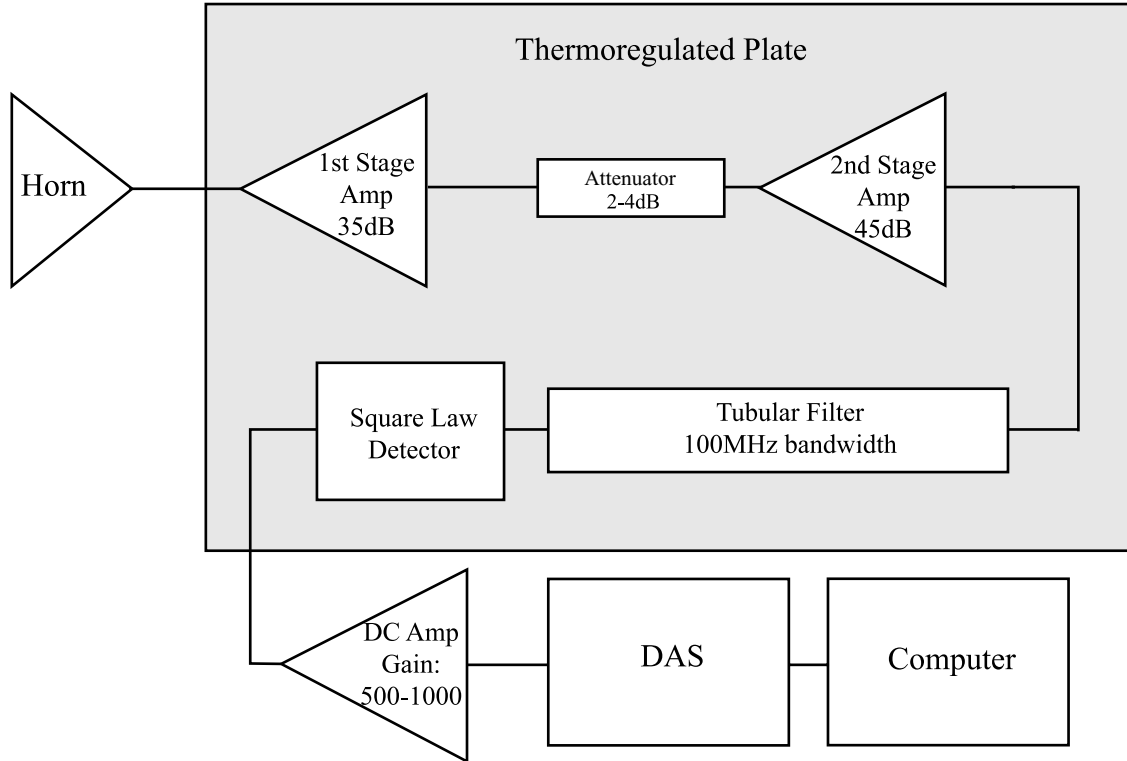 Thermoregulated Plate
Horn
1st Stage
Amp
35dB
Attenuator
2-4dB
2nd Stage
Amp
45dB
Square Law
Detector
Tubular Filter
100MHz bandwidth
DC Amp
Gain:
500-1000
DAS
Computer